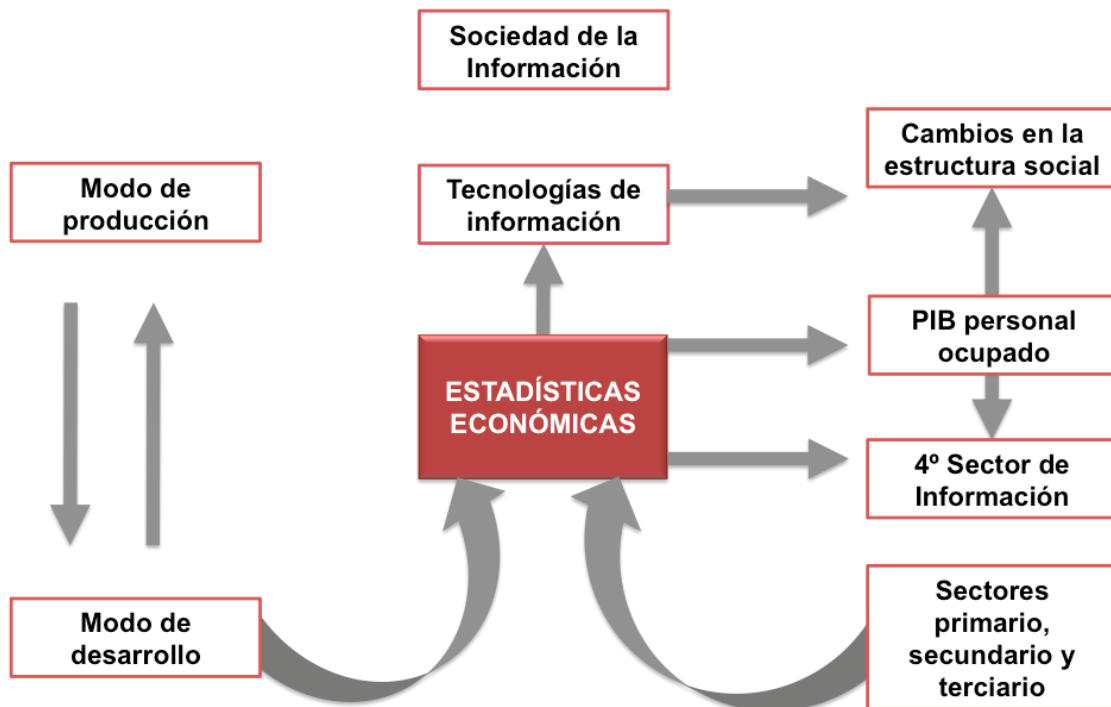 Sociedad de la
Información
Cambios en la
estructura social
Modo de
producción
Tecnologías de
información
PIB personal
ocupado
ESTADÍSTICAS
ECONÓMICAS
4º Sector de
Información
Modo de
desarrollo
Sectores
primario,
secundario y
terciario